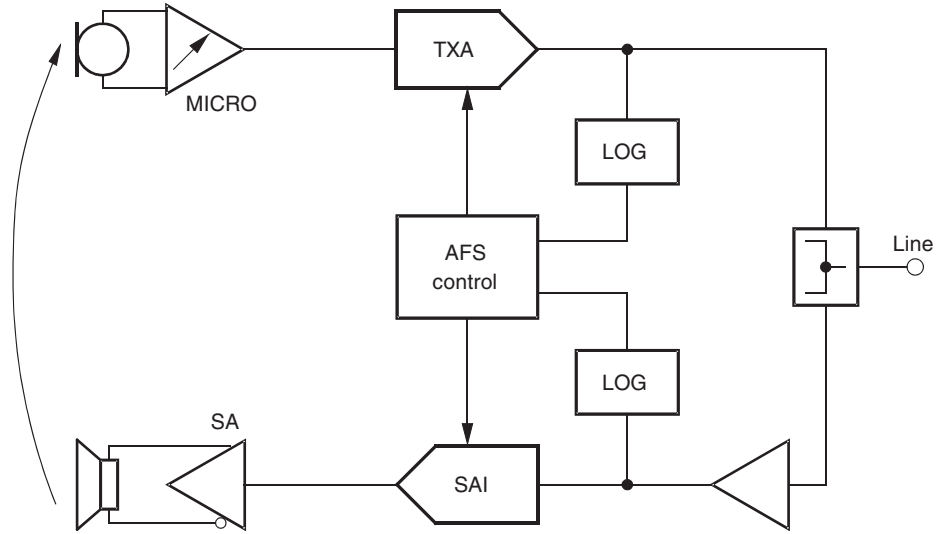 TXA
MICRO
LOG
AFS
control
Line
LOG
SA
SAI